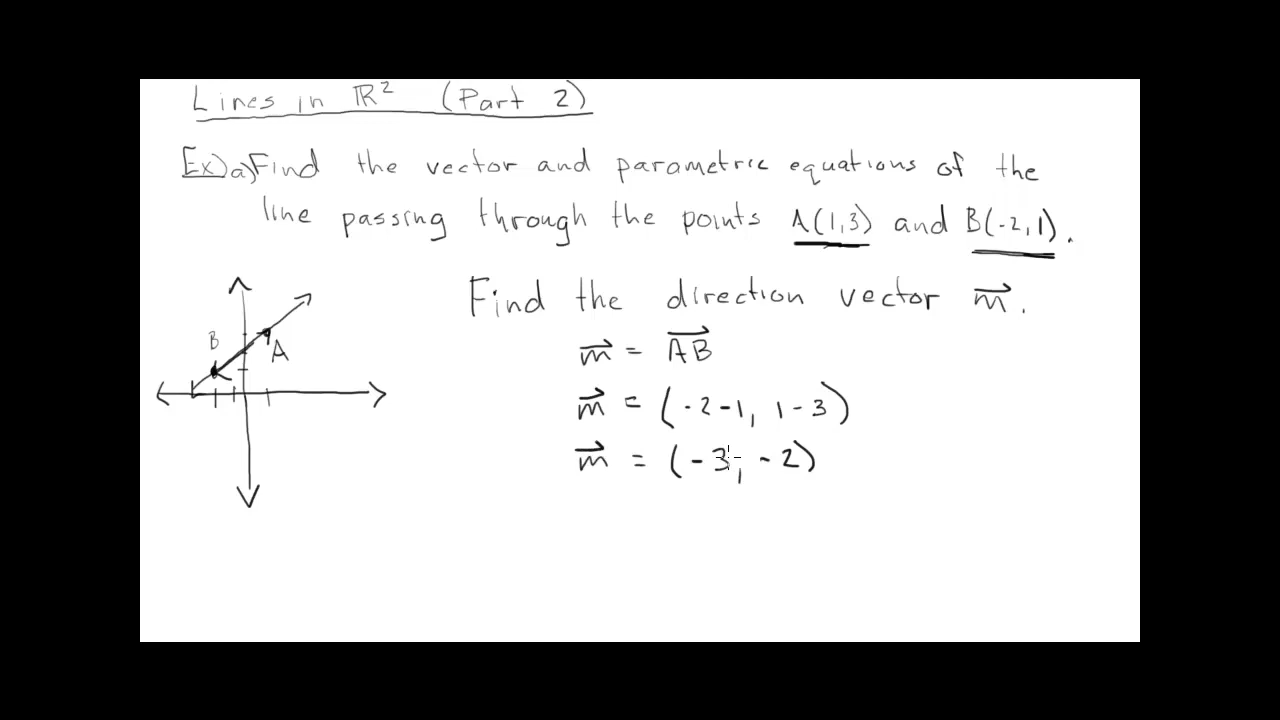 Lines in ℝ² (Part 2)
Ex) a) Find the vector and parametric equations of the
line passing through the points A(1,3) and B(-2,1).
Find the direction vector m⃗.
B
A
m⃗ = A⃗B⃗
m⃗ = (-2-1, 1-3)
m⃗ = (-3, -2)